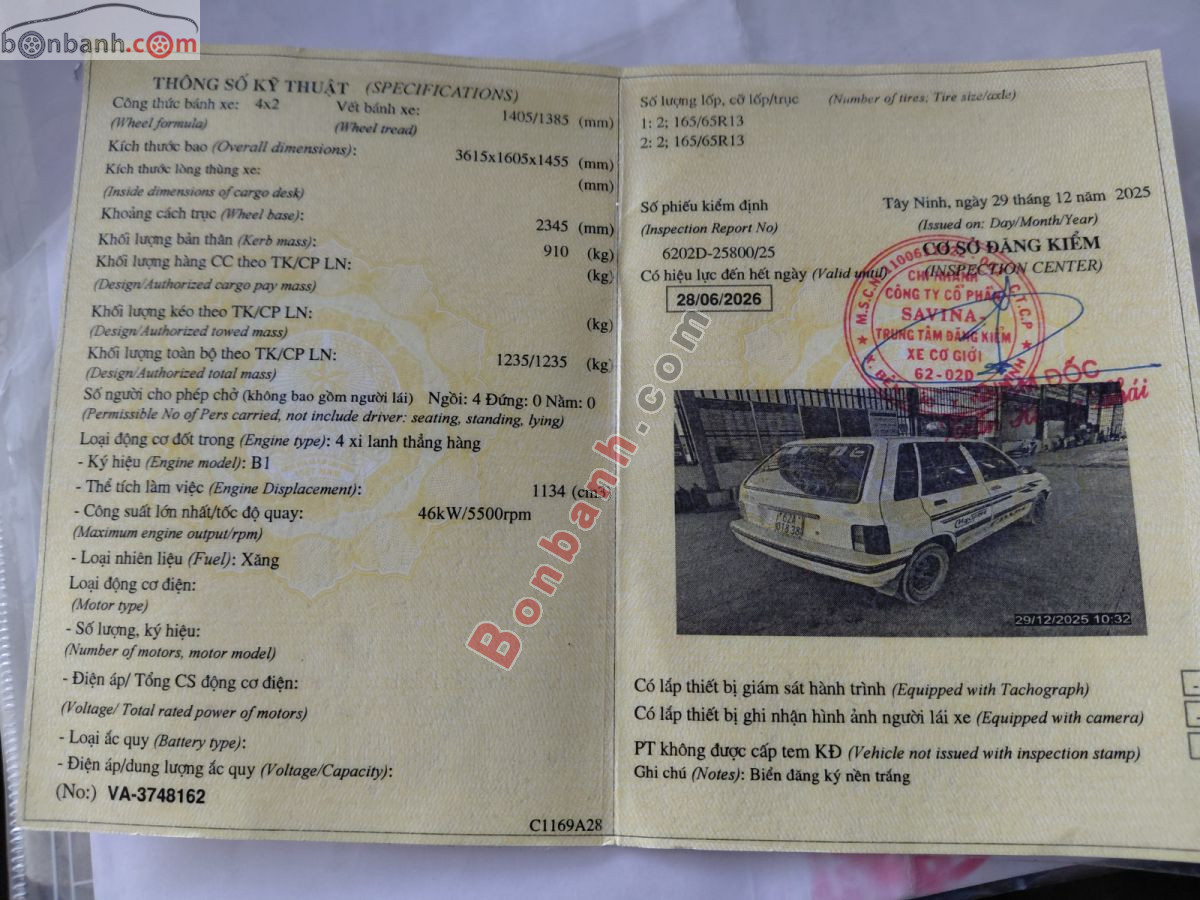 bonbanh.com
THÔNG SỐ KỸ THUẬT (SPECIFICATIONS)
Công thức bánh xe: 4x2 Vết bánh xe: 1405/1385 (mm)
(Wheel formula) (Wheel tread)
Kích thước bao (Overall dimensions): 3615x1605x1455 (mm)
Kích thước lòng thùng xe: (mm)
(Inside dimensions of cargo desk)
Khoảng cách trục (Wheel base): 2345 (mm)
Khối lượng bản thân (Kerb mass): 910 (kg)
Khối lượng hàng CC theo TK/CP LN: (kg)
(Design/Authorized cargo pay mass)
Khối lượng kéo theo TK/CP LN: (kg)
(Design/Authorized towed mass)
Khối lượng toàn bộ theo TK/CP LN: 1235/1235 (kg)
(Design/Authorized total mass)
Số người cho phép chở (không bao gồm người lái) Ngồi: 4 Đứng: 0 Nằm: 0
(Permissible No of Pers carried, not include driver: seating, standing, lying)
Loại động cơ đốt trong (Engine type): 4 xi lanh thẳng hàng
- Ký hiệu (Engine model): B1
- Thể tích làm việc (Engine Displacement): 1134 (cm3)
- Công suất lớn nhất/tốc độ quay: 46kW/5500rpm
(Maximum engine output/rpm)
- Loại nhiên liệu (Fuel): Xăng
Loại động cơ điện:
(Motor type)
- Số lượng, ký hiệu:
(Number of motors, motor model)
- Điện áp/ Tổng CS động cơ điện:
(Voltage/ Total rated power of motors)
- Loại ắc quy (Battery type):
- Điện áp/dung lượng ắc quy (Voltage/Capacity):
(No:) VA-3748162
C1169A28
Số lượng lốp, cỡ lốp/trục (Number of tires; Tire size/axle)
1: 2; 165/65R13
2: 2; 165/65R13
Số phiếu kiểm định
(Inspection Report No)
6202D-25800/25
Có hiệu lực đến hết ngày (Valid until)
28/06/2026
Tây Ninh, ngày 29 tháng 12 năm 2025
(Issued on: Day/Month/Year)
CƠ SỞ ĐĂNG KIỂM
(INSPECTION CENTER)
CHI NHÁNH
CÔNG TY CỔ PHẦN
SAVINA-
TRUNG TÂM ĐĂNG KIỂM
XE CƠ GIỚI
62-02D
62A
01838
29/12/2025 10:32
Có lắp thiết bị giám sát hành trình (Equipped with Tachograph) -
Có lắp thiết bị ghi nhận hình ảnh người lái xe (Equipped with camera) -
PT không được cấp tem KĐ (Vehicle not issued with inspection stamp)
Ghi chú (Notes): Biển đăng ký nền trắng
Bonbanh.com